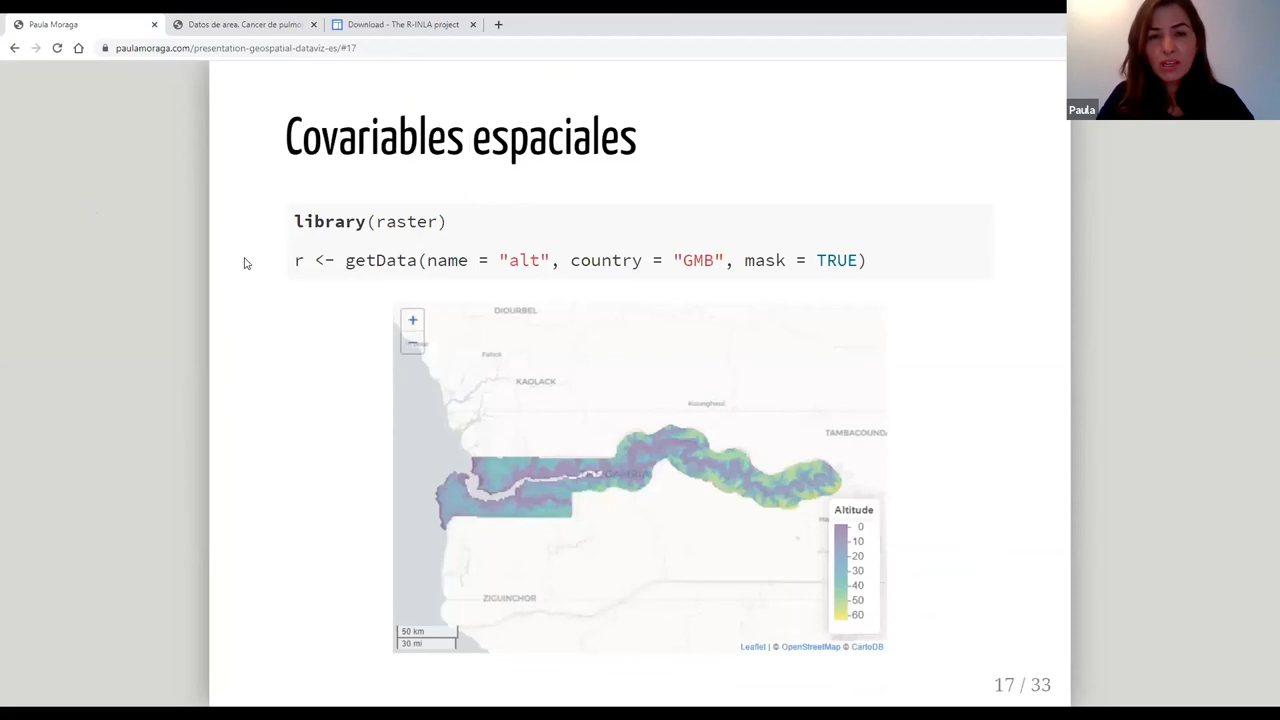 Paula Moraga
Datos de area. Cancer de pulmo
Download - The R-INLA project
paulamoraga.com/presentation-geospatial-dataviz-es/#17
Paula
Covariables espaciales
library(raster)
r <- getData(name = "alt", country = "GMB", mask = TRUE)
+
−
DIOURBEL
Fatick
KAOLACK
TAMBACOUNDA
GAMBIA
ZIGUINCHOR
Altitude
0
10
20
30
40
50
60
50 km
30 mi
Leaflet | © OpenStreetMap © CartoDB
17 / 33